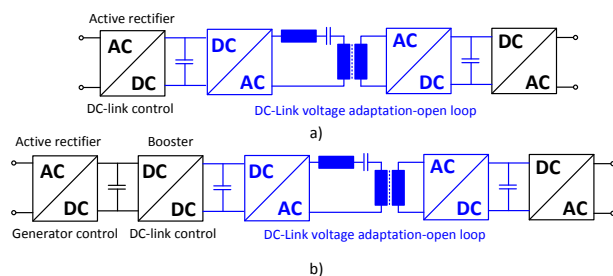 Active rectifier
AC
DC
DC
AC
AC
DC
DC
AC
DC-link control
DC-Link voltage adaptation-open loop
a)
Active rectifier
Booster
AC
DC
DC
DC
DC
AC
AC
DC
DC
AC
Generator control
DC-link control
DC-Link voltage adaptation-open loop
b)